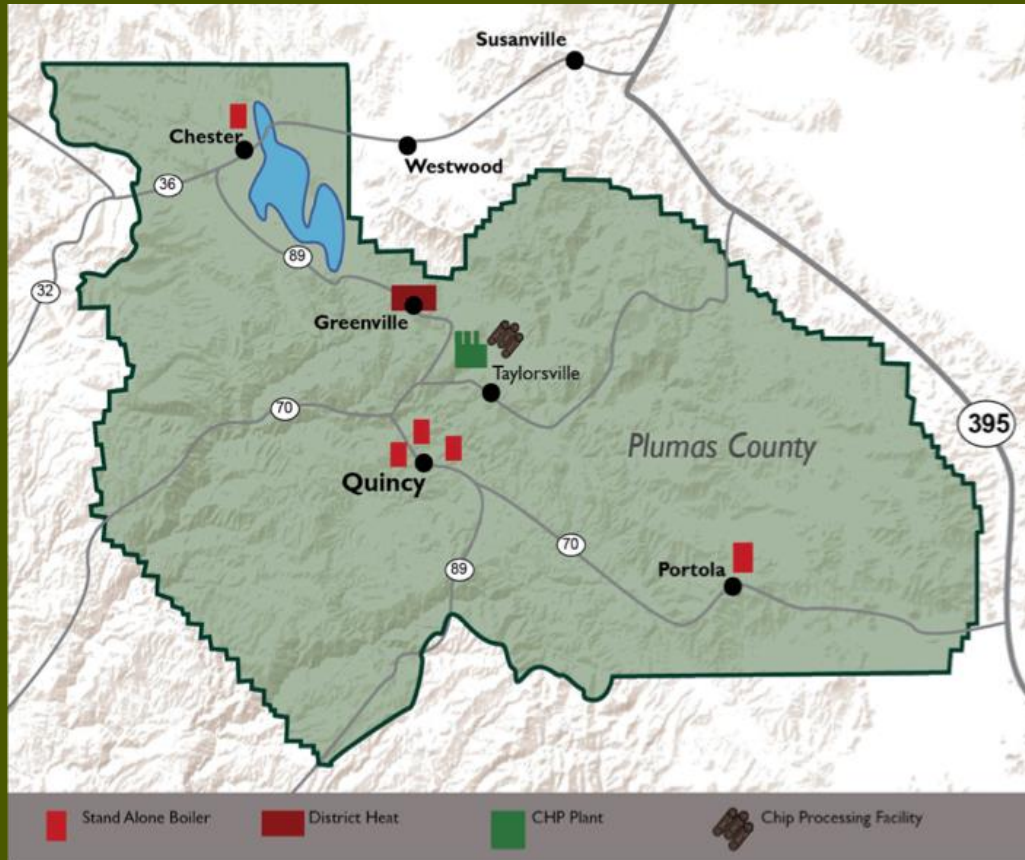 Susanville
Chester
Westwood
36
89
32
Greenville
Taylorsville
70
395
Plumas County
Quincy
70
89
Portola
Stand Alone Boiler
District Heat
CHP Plant
Chip Processing Facility